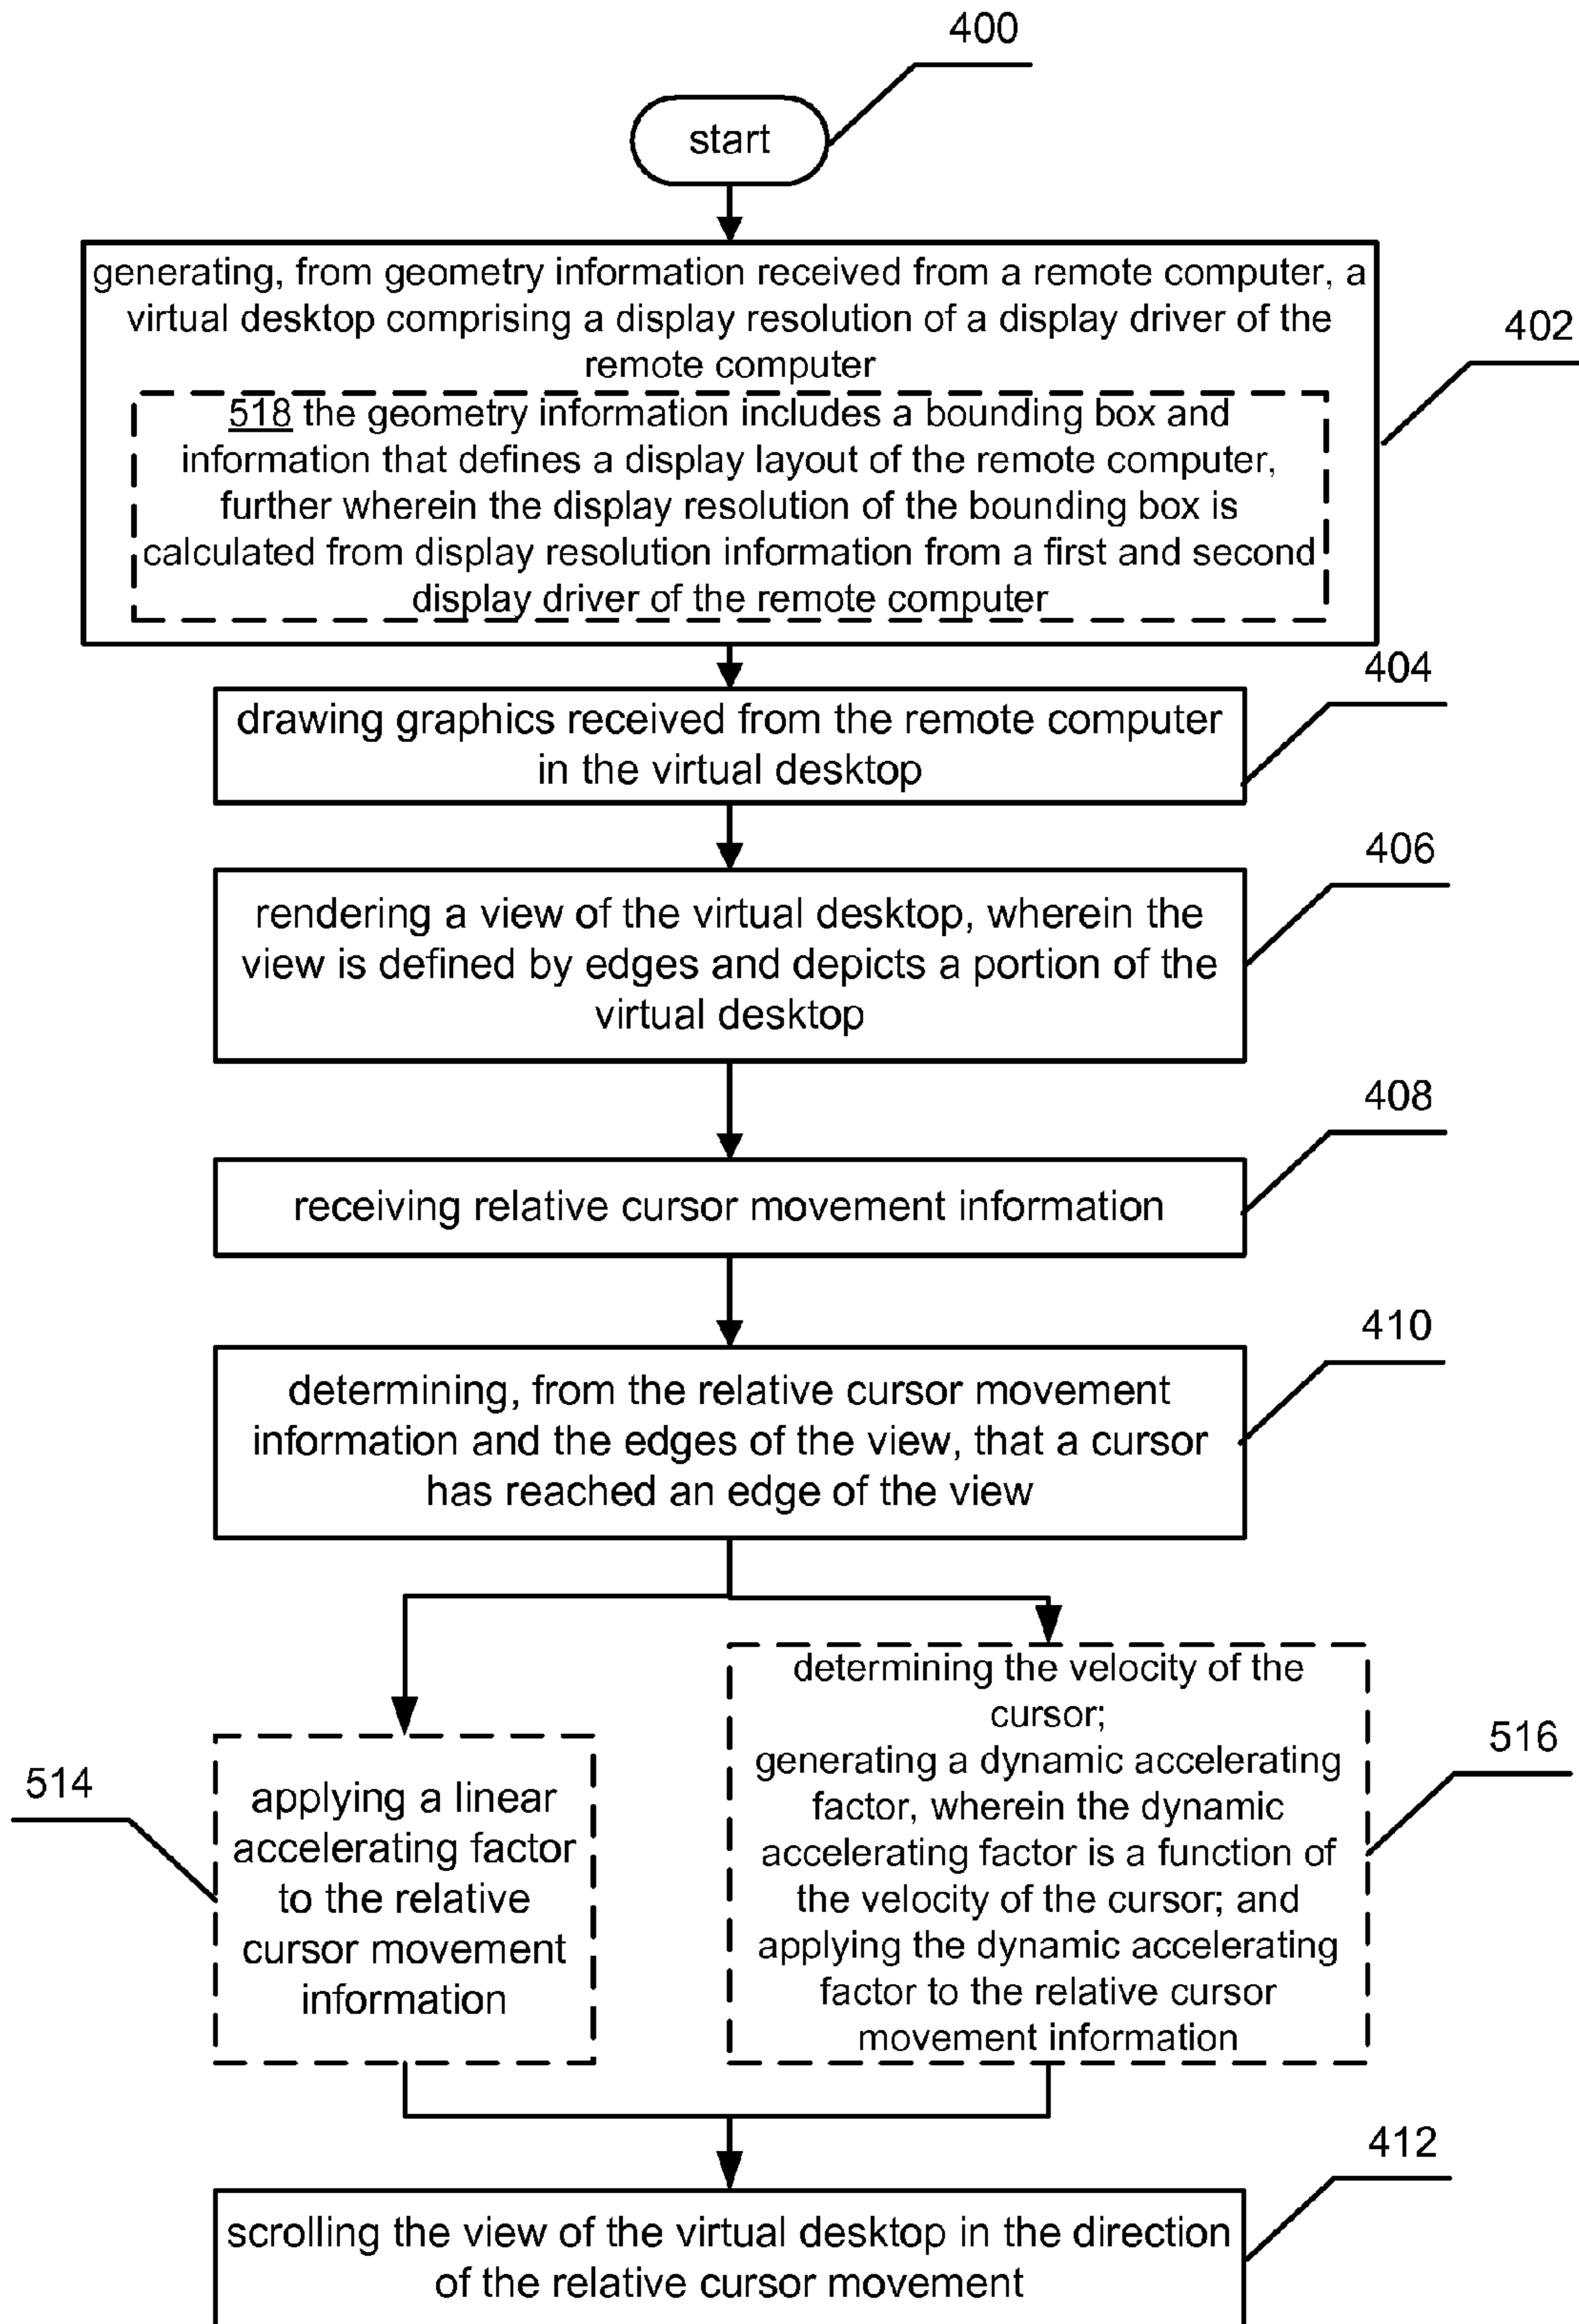 400
start
generating, from geometry information received from a remote computer, a
virtual desktop comprising a display resolution of a display driver of the
remote computer
402
518 the geometry information includes a bounding box and
information that defines a display layout of the remote computer,
further wherein the display resolution of the bounding box is
calculated from display resolution information from a first and second
display driver of the remote computer
404
drawing graphics received from the remote computer
in the virtual desktop
406
rendering a view of the virtual desktop, wherein the
view is defined by edges and depicts a portion of the
virtual desktop
408
receiving relative cursor movement information
410
determining, from the relative cursor movement
information and the edges of the view, that a cursor
has reached an edge of the view
514
applying a linear
accelerating factor
to the relative
cursor movement
information
516
determining the velocity of the
cursor;
generating a dynamic accelerating
factor, wherein the dynamic
accelerating factor is a function of
the velocity of the cursor; and
applying the dynamic accelerating
factor to the relative cursor
movement information
412
scrolling the view of the virtual desktop in the direction
of the relative cursor movement